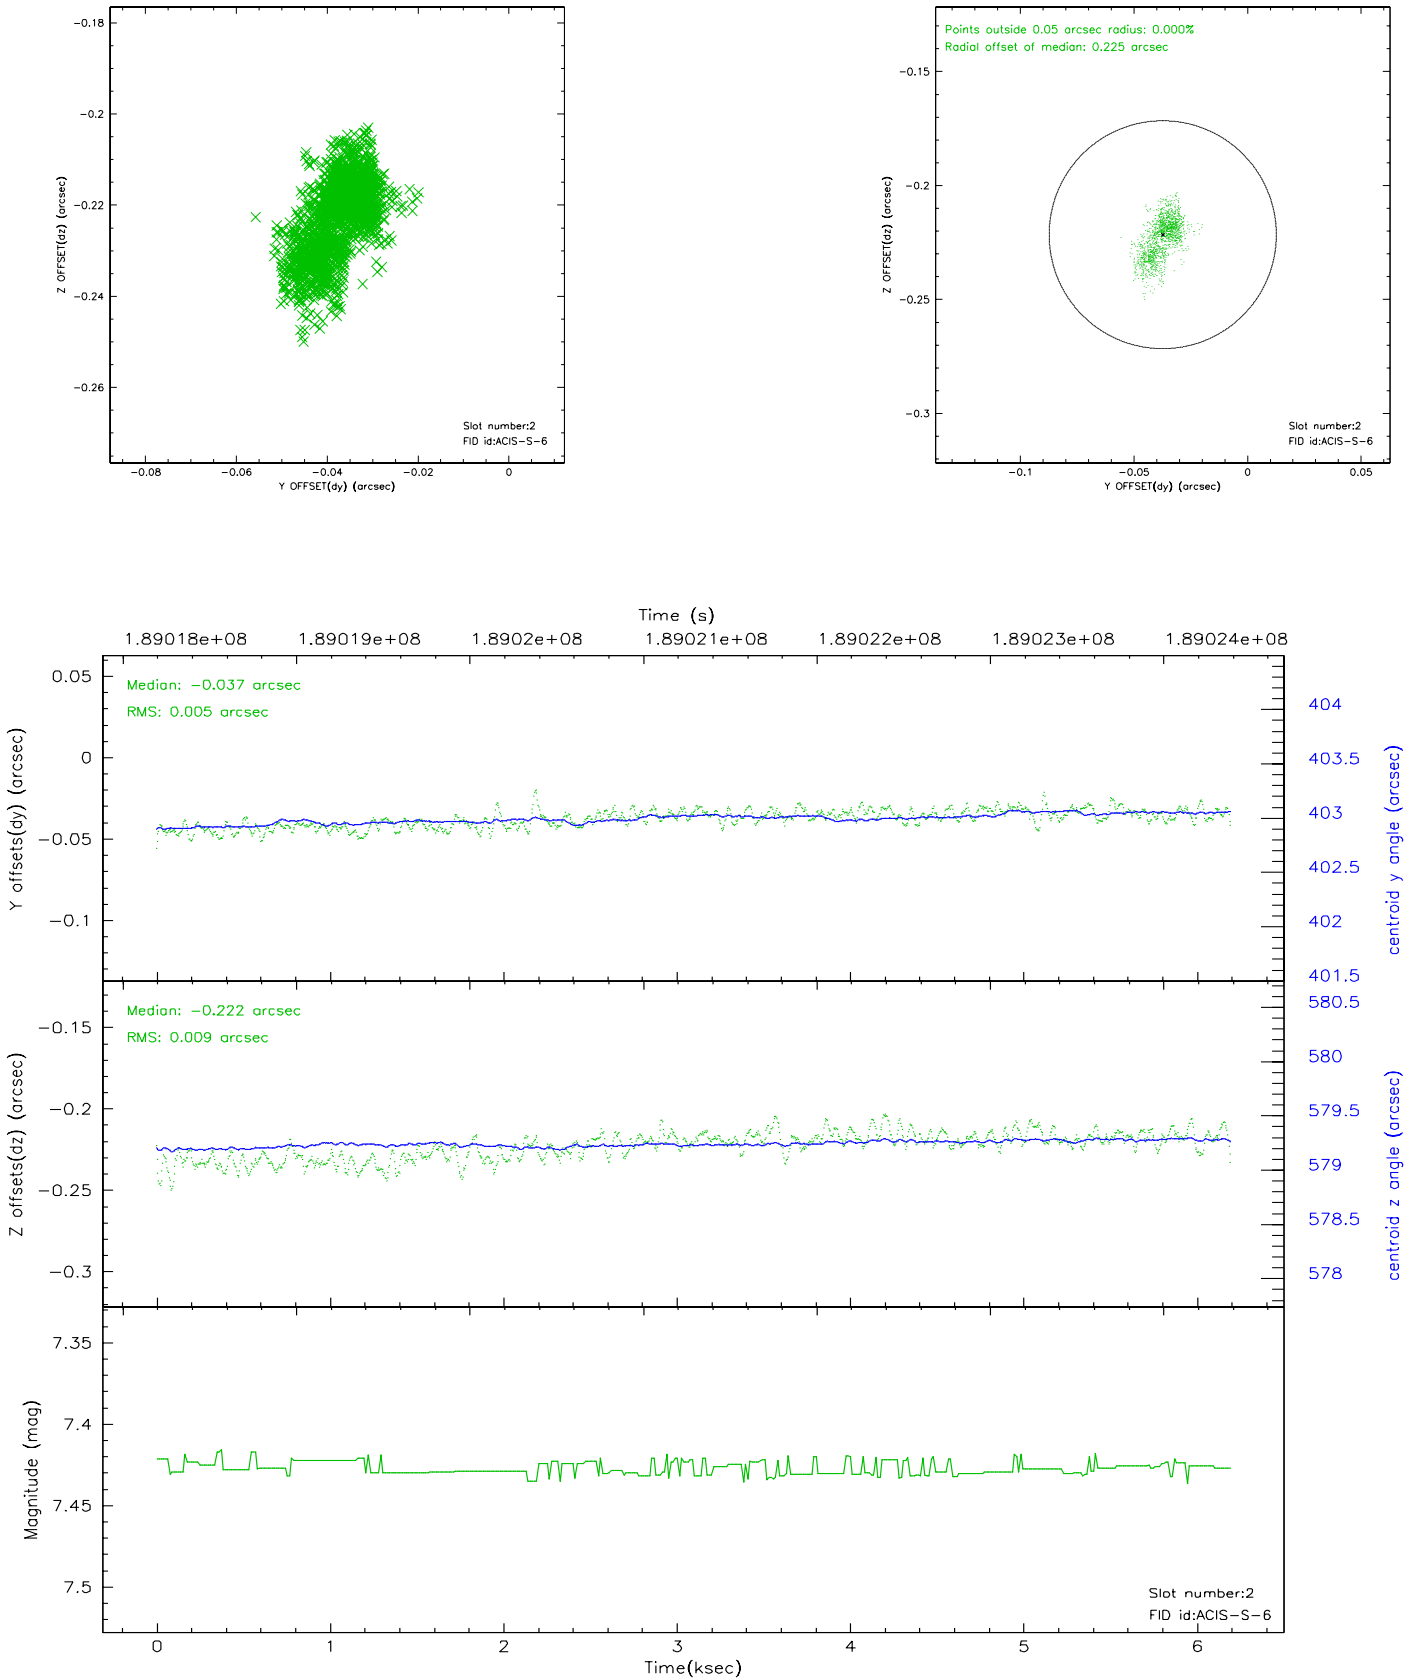 -0.18
-0.2
-0.22
-0.24
-0.26
Z OFFSET(dz) (arcsec)
Slot number:2
FID id:ACIS-S-6
-0.08 -0.06 -0.04 -0.02 0
Y OFFSET(dy) (arcsec)
Points outside 0.05 arcsec radius: 0.000%
Radial offset of median: 0.225 arcsec
-0.15
-0.2
-0.25
-0.3
Z OFFSET(dz) (arcsec)
Slot number:2
FID id:ACIS-S-6
-0.1 -0.05 0 0.05
Y OFFSET(dy) (arcsec)
Time (s)
1.89018e+08 1.89019e+08 1.8902e+08 1.89021e+08 1.89022e+08 1.89023e+08 1.89024e+08
Median: -0.037 arcsec
RMS: 0.005 arcsec
0.05
0
-0.05
-0.1
Y offsets(dy) (arcsec)
404
403.5
403
402.5
402
401.5
centroid y angle (arcsec)
Median: -0.222 arcsec
RMS: 0.009 arcsec
-0.15
-0.2
-0.25
-0.3
Z offsets(dz) (arcsec)
580.5
580
579.5
579
578.5
578
centroid z angle (arcsec)
7.35
7.4
7.45
7.5
Magnitude (mag)
Slot number:2
FID id:ACIS-S-6
0 1 2 3 4 5 6
Time(ksec)